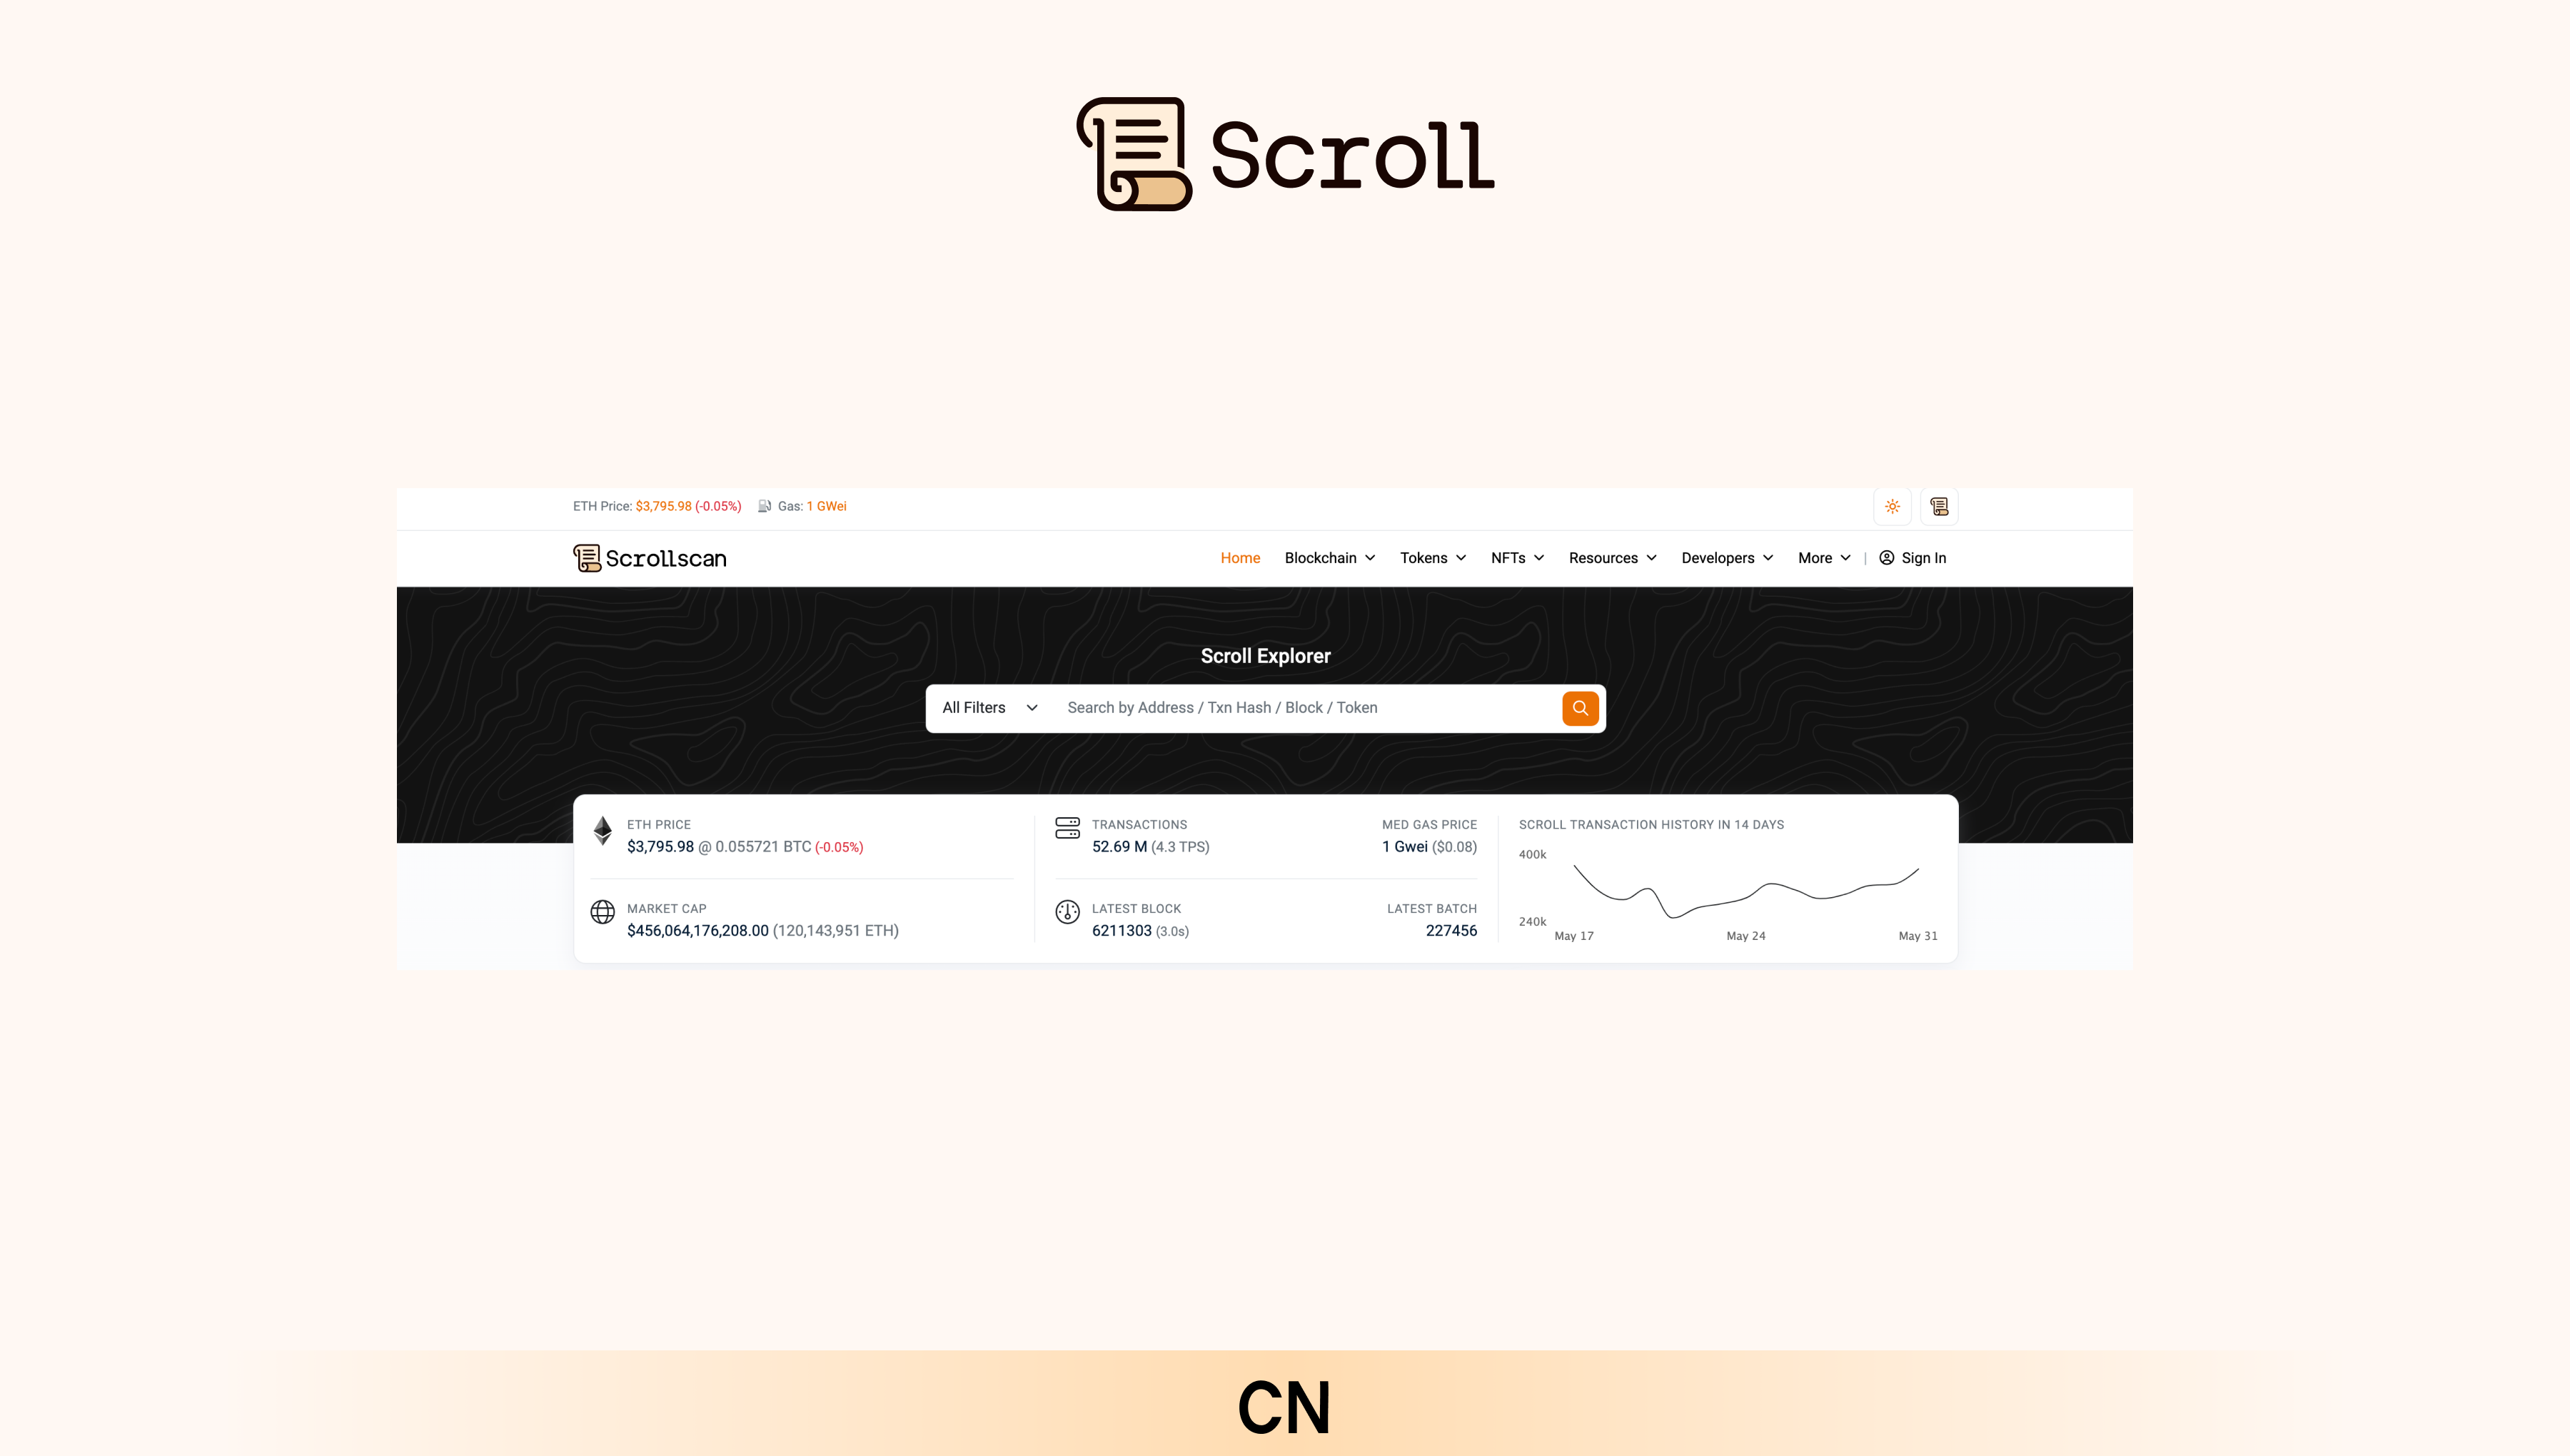 Scroll
ETH Price: $3,795.98 (-0.05%) Gas: 1 GWei
Scrollscan
Home Blockchain Tokens NFTs Resources Developers More | Sign In
Scroll Explorer
All Filters Search by Address / Txn Hash / Block / Token
ETH PRICE
$3,795.98 @ 0.055721 BTC (-0.05%)
MARKET CAP
$456,064,176,208.00 (120,143,951 ETH)
TRANSACTIONS MED GAS PRICE
52.69 M (4.3 TPS) 1 Gwei ($0.08)
LATEST BLOCK LATEST BATCH
6211303 (3.0s) 227456
SCROLL TRANSACTION HISTORY IN 14 DAYS
400k
240k
May 17 May 24 May 31
CN